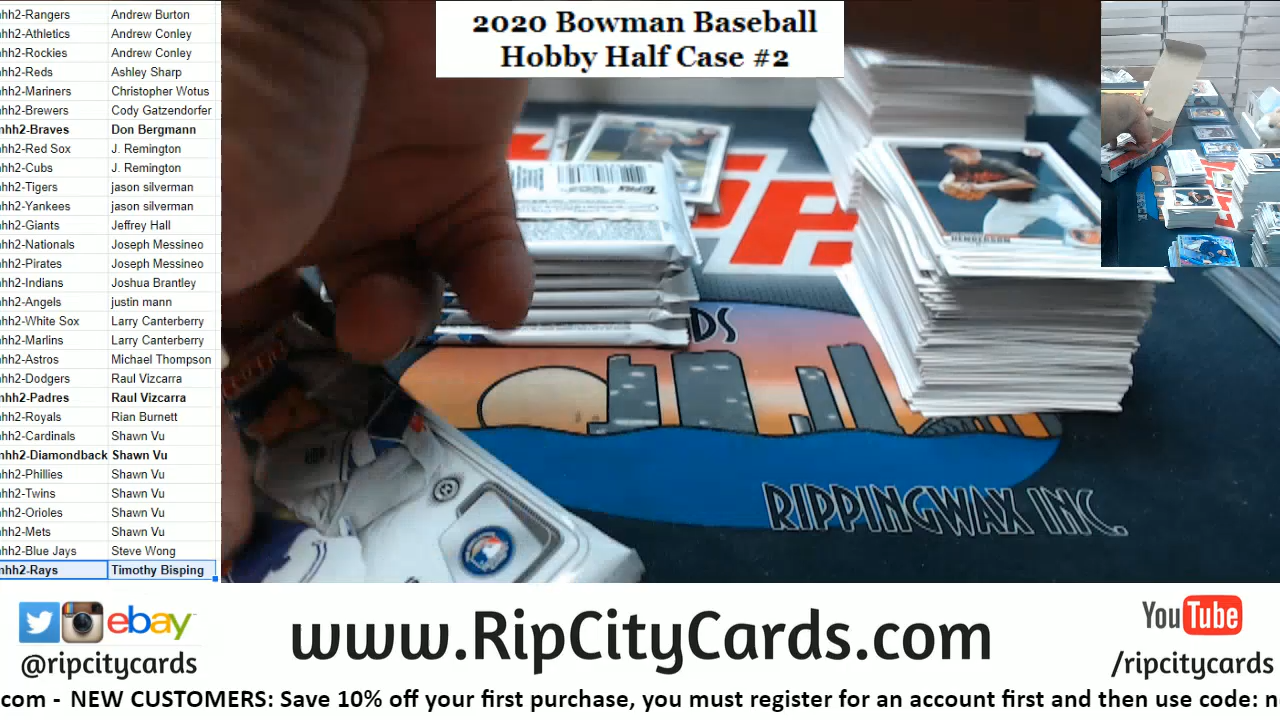 2020 Bowman Baseball
Hobby Half Case #2
hh2-Rangers Andrew Burton
hh2-Athletics Andrew Conley
hh2-Rockies Andrew Conley
hh2-Reds Ashley Sharp
hh2-Mariners Christopher Wotus
hh2-Brewers Cody Gatzendorfer
hh2-Braves Don Bergmann
hh2-Red Sox J. Remington
hh2-Cubs J. Remington
hh2-Tigers jason silverman
hh2-Yankees jason silverman
hh2-Giants Jeffrey Hall
hh2-Nationals Joseph Messineo
hh2-Pirates Joseph Messineo
hh2-Indians Joshua Brantley
hh2-Angels justin mann
hh2-White Sox Larry Canterberry
hh2-Marlins Larry Canterberry
hh2-Astros Michael Thompson
hh2-Dodgers Raul Vizcarra
hh2-Padres Raul Vizcarra
hh2-Royals Rian Burnett
hh2-Cardinals Shawn Vu
hh2-Diamondback Shawn Vu
hh2-Phillies Shawn Vu
hh2-Twins Shawn Vu
hh2-Orioles Shawn Vu
hh2-Mets Shawn Vu
hh2-Blue Jays Steve Wong
hh2-Rays Timothy Bisping
HENDERSON
DS
RIPPINGWAX INC.
ebay
@ripcitycards
www.RipCityCards.com
YouTube
/ripcitycards
com - NEW CUSTOMERS: Save 10% off your first purchase, you must register for an account first and then use code: n